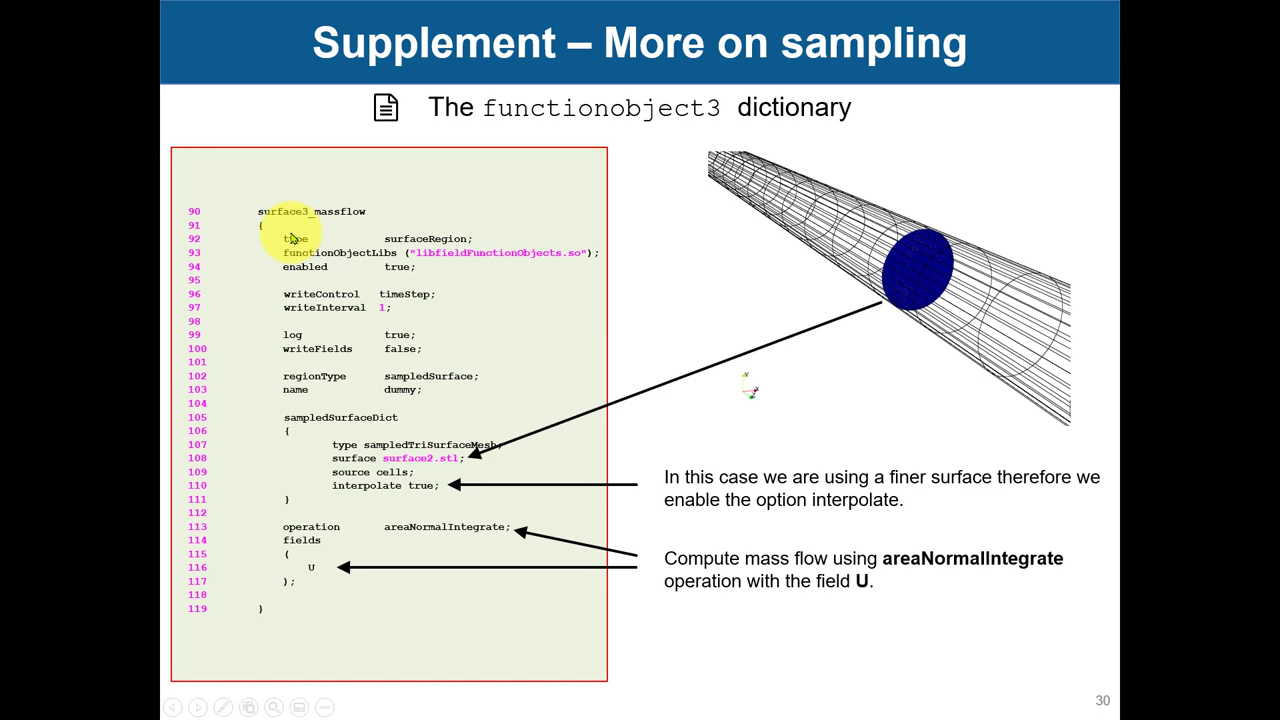 Supplement – More on sampling
The functionobject3 dictionary
90 surface3_massflow
91 {
92 type surfaceRegion;
93 functionObjectLibs ("libfieldFunctionObjects.so");
94 enabled true;
95
96 writeControl timeStep;
97 writeInterval 1;
98
99 log true;
100 writeFields false;
101
102 regionType sampledSurface;
103 name dummy;
104
105 sampledSurfaceDict
106 {
107 type sampledTriSurfaceMesh;
108 surface surface2.stl;
109 source cells;
110 interpolate true;
111 }
112
113 operation areaNormalIntegrate;
114 fields
115 (
116 U
117 );
118
119 }
In this case we are using a finer surface therefore we
enable the option interpolate.
Compute mass flow using areaNormalIntegrate
operation with the field U.
30